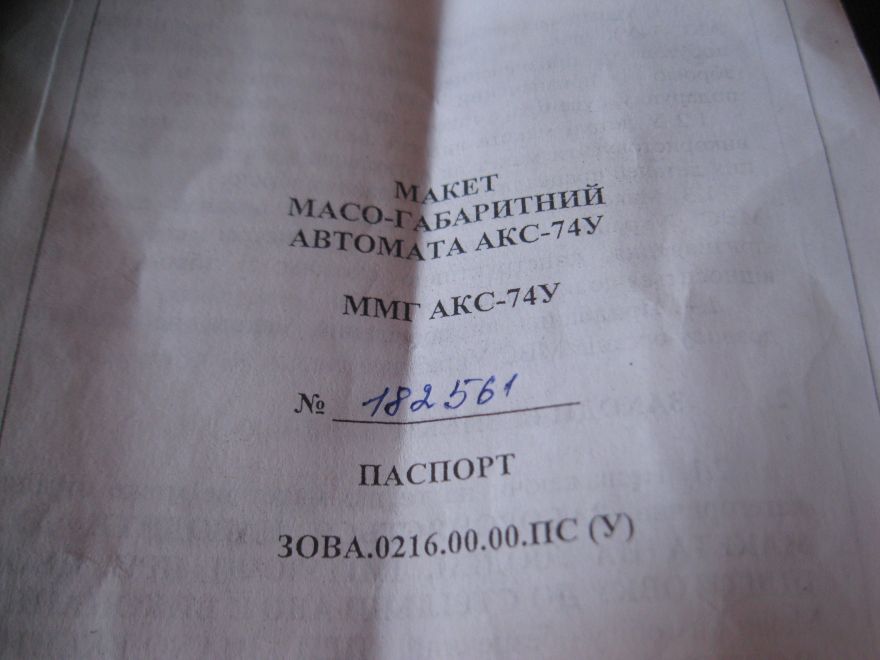 МАКЕТ
МАСО-ГАБАРИТНИЙ
АВТОМАТА АКС-74У
ММГ АКС-74У
№ 182561
ПАСПОРТ
ЗОВА.0216.00.00.ПС (У)